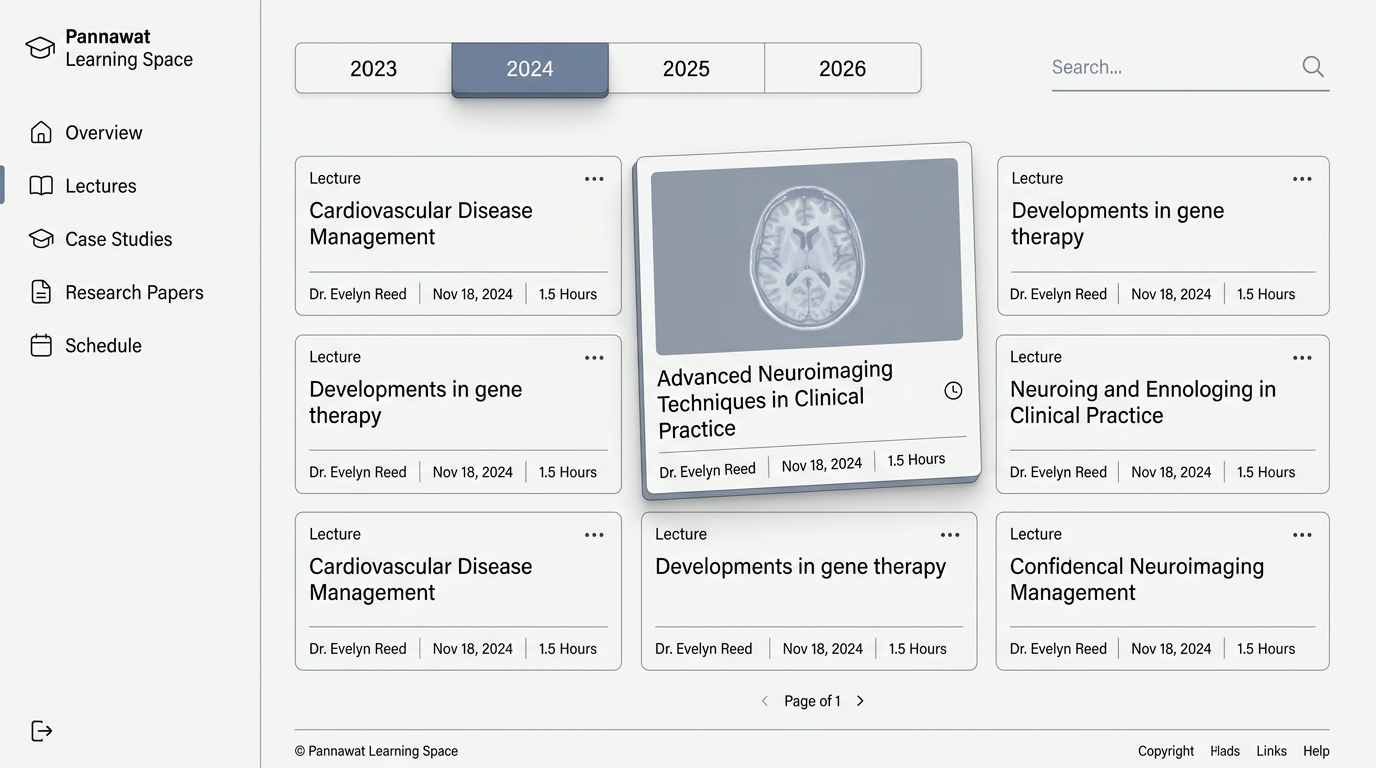 Pannawat
Learning Space
Overview
Lectures
Case Studies
Research Papers
Schedule
2023
2024
2025
2026
Search...
Lecture
Cardiovascular Disease
Management
Dr. Evelyn Reed
Nov 18, 2024
1.5 Hours
Advanced Neuroimaging
Techniques in Clinical
Practice
Dr. Evelyn Reed
Nov 18, 2024
1.5 Hours
Lecture
Developments in gene
therapy
Dr. Evelyn Reed
Nov 18, 2024
1.5 Hours
Lecture
Developments in gene
therapy
Dr. Evelyn Reed
Nov 18, 2024
1.5 Hours
Lecture
Neuroing and Ennologing in
Clinical Practice
Dr. Evelyn Reed
Nov 18, 2024
1.5 Hours
Lecture
Cardiovascular Disease
Management
Dr. Evelyn Reed
Nov 18, 2024
1.5 Hours
Lecture
Developments in gene therapy
Dr. Evelyn Reed
Nov 18, 2024
1.5 Hours
Lecture
Confidencal Neuroimaging
Management
Dr. Evelyn Reed
Nov 18, 2024
1.5 Hours
Page of 1
© Pannawat Learning Space
Copyright
Links
Help